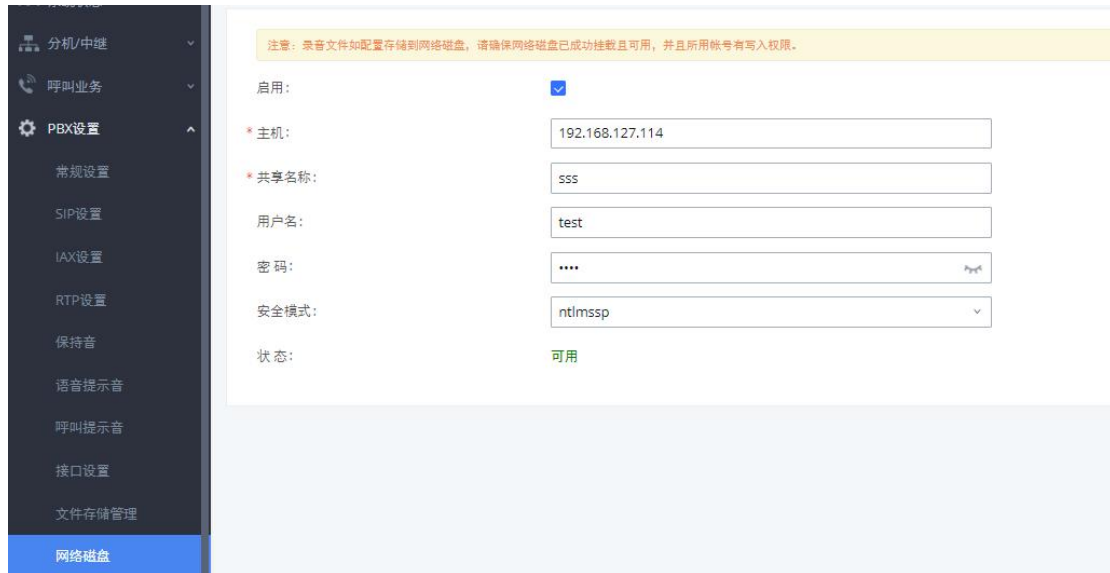 分机/中继
注意：录音文件如配置存储到网络磁盘，请确保网络磁盘已成功挂载且可用，并且所用帐号有写入权限。
呼叫业务
启用：
PBX设置
* 主机：
192.168.127.114
常规设置
* 共享名称：
sss
SIP设置
用户名：
test
IAX设置
密码：
••••
RTP设置
安全模式：
ntlmssp
保持音
状态：
可用
语音提示音
呼叫提示音
接口设置
文件存储管理
网络磁盘